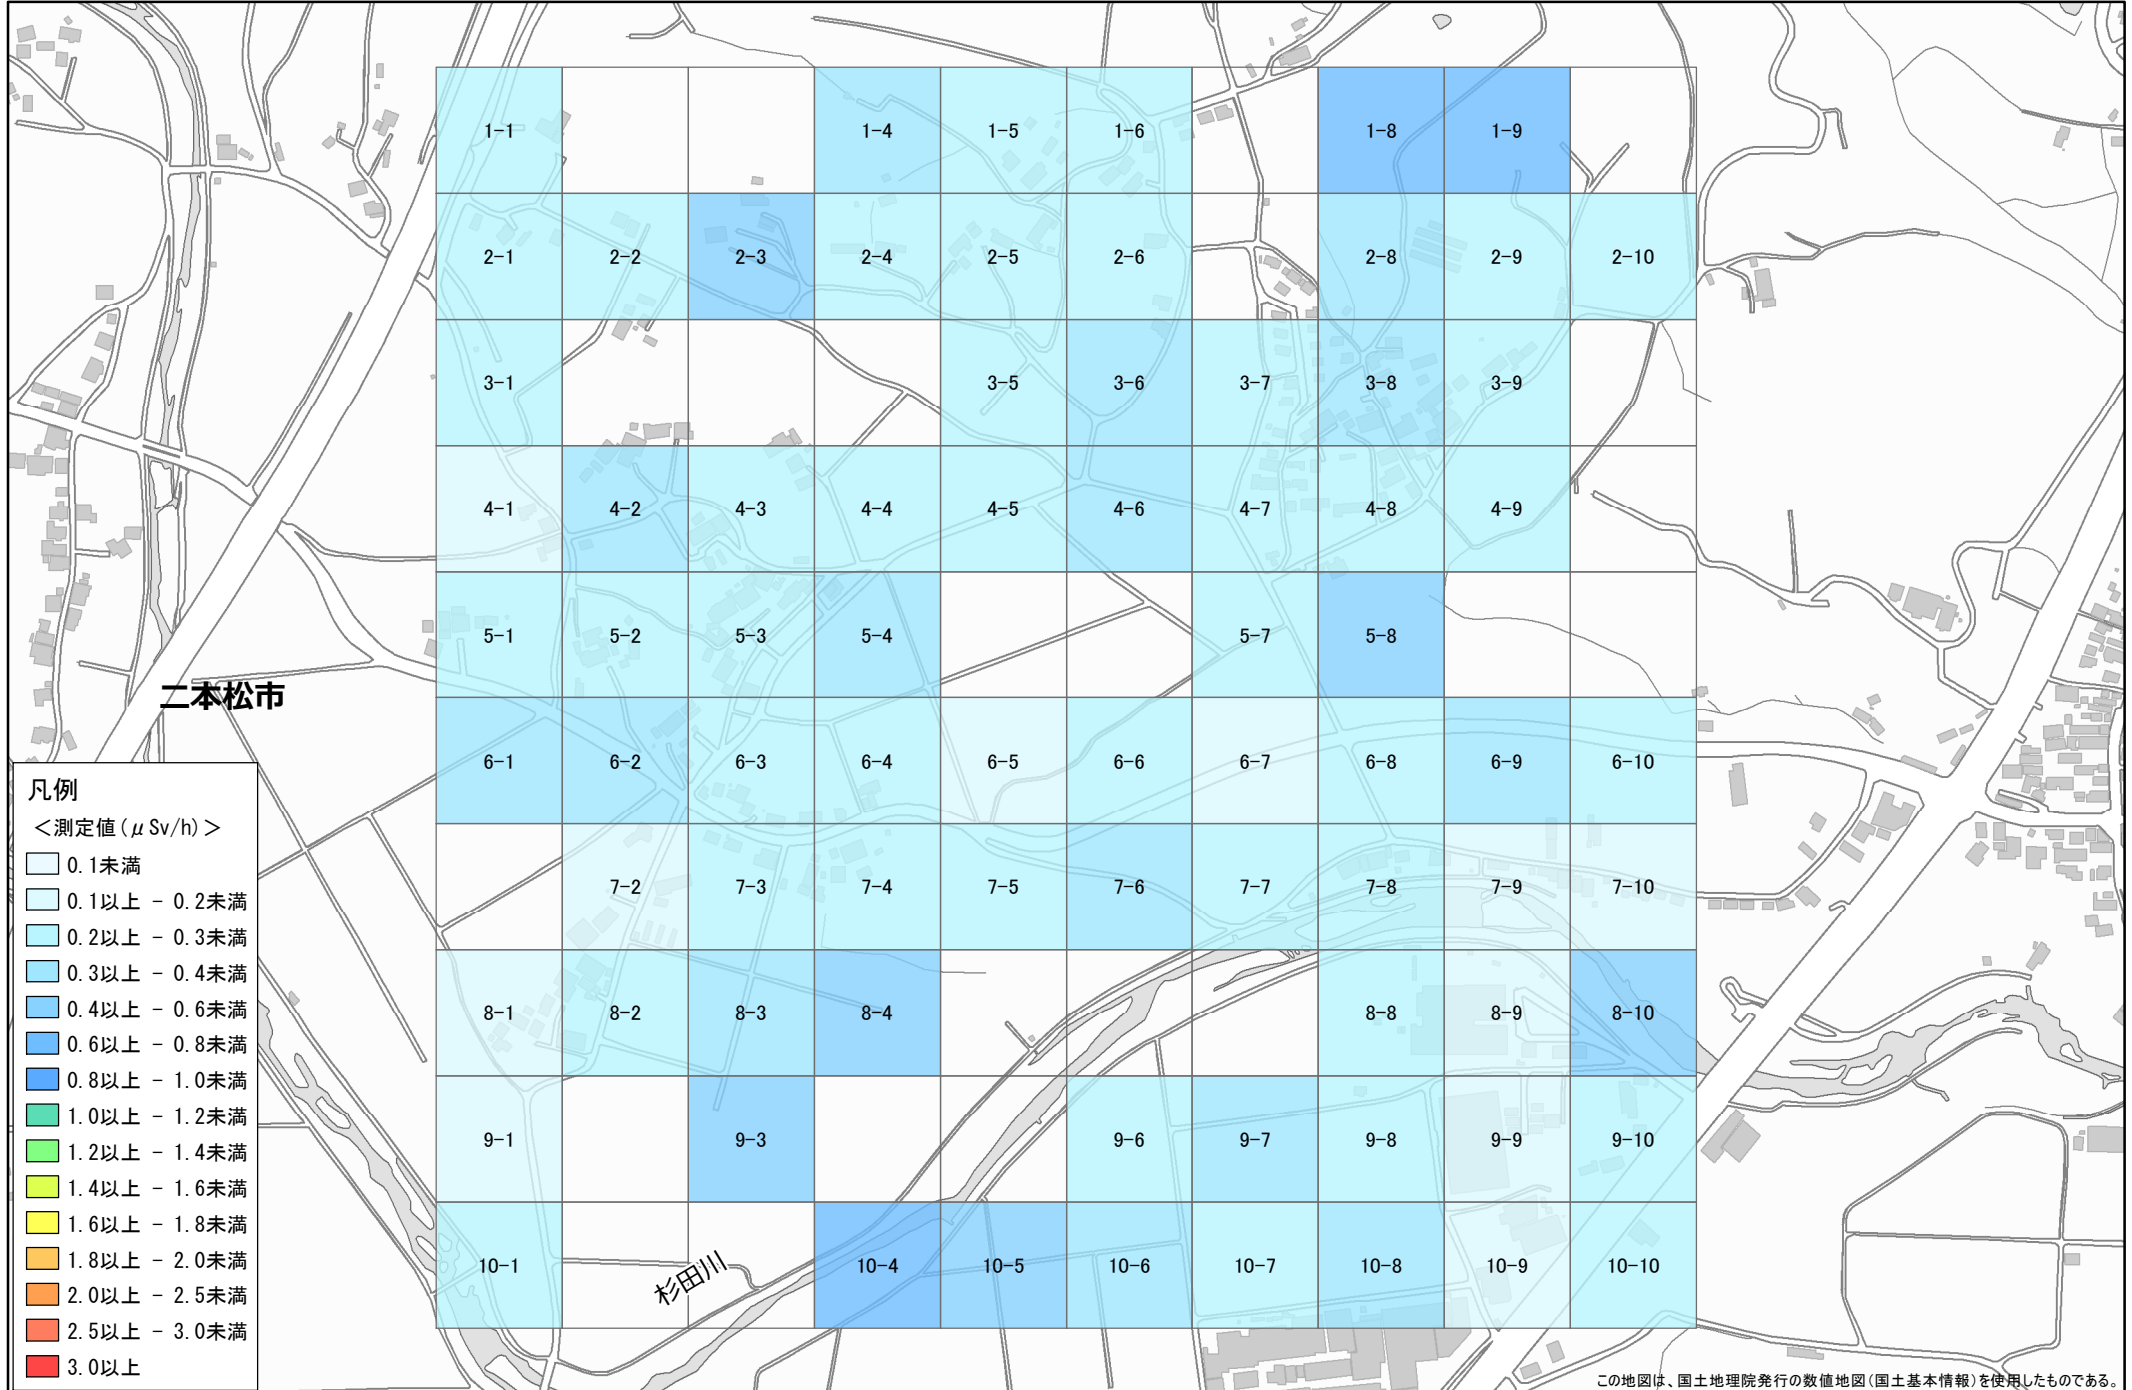 1-1 1-4 1-5 1-6 1-8 1-9
2-1 2-2 2-3 2-4 2-5 2-6 2-8 2-9 2-10
3-1 3-5 3-6 3-7 3-8 3-9
4-1 4-2 4-3 4-4 4-5 4-6 4-7 4-8 4-9
5-1 5-2 5-3 5-4 5-7 5-8
二本松市
6-1 6-2 6-3 6-4 6-5 6-6 6-7 6-8 6-9 6-10
7-2 7-3 7-4 7-5 7-6 7-7 7-8 7-9 7-10
8-1 8-2 8-3 8-4 8-8 8-9 8-10
9-1 9-3 9-6 9-7 9-8 9-9 9-10
10-1 10-4 10-5 10-6 10-7 10-8 10-9 10-10
杉田川
凡例
＜測定値(μSv/h)＞
0.1未満
0.1以上 - 0.2未満
0.2以上 - 0.3未満
0.3以上 - 0.4未満
0.4以上 - 0.6未満
0.6以上 - 0.8未満
0.8以上 - 1.0未満
1.0以上 - 1.2未満
1.2以上 - 1.4未満
1.4以上 - 1.6未満
1.6以上 - 1.8未満
1.8以上 - 2.0未満
2.0以上 - 2.5未満
2.5以上 - 3.0未満
3.0以上
この地図は、国土地理院発行の数値地図(国土基本情報)を使用したものである。